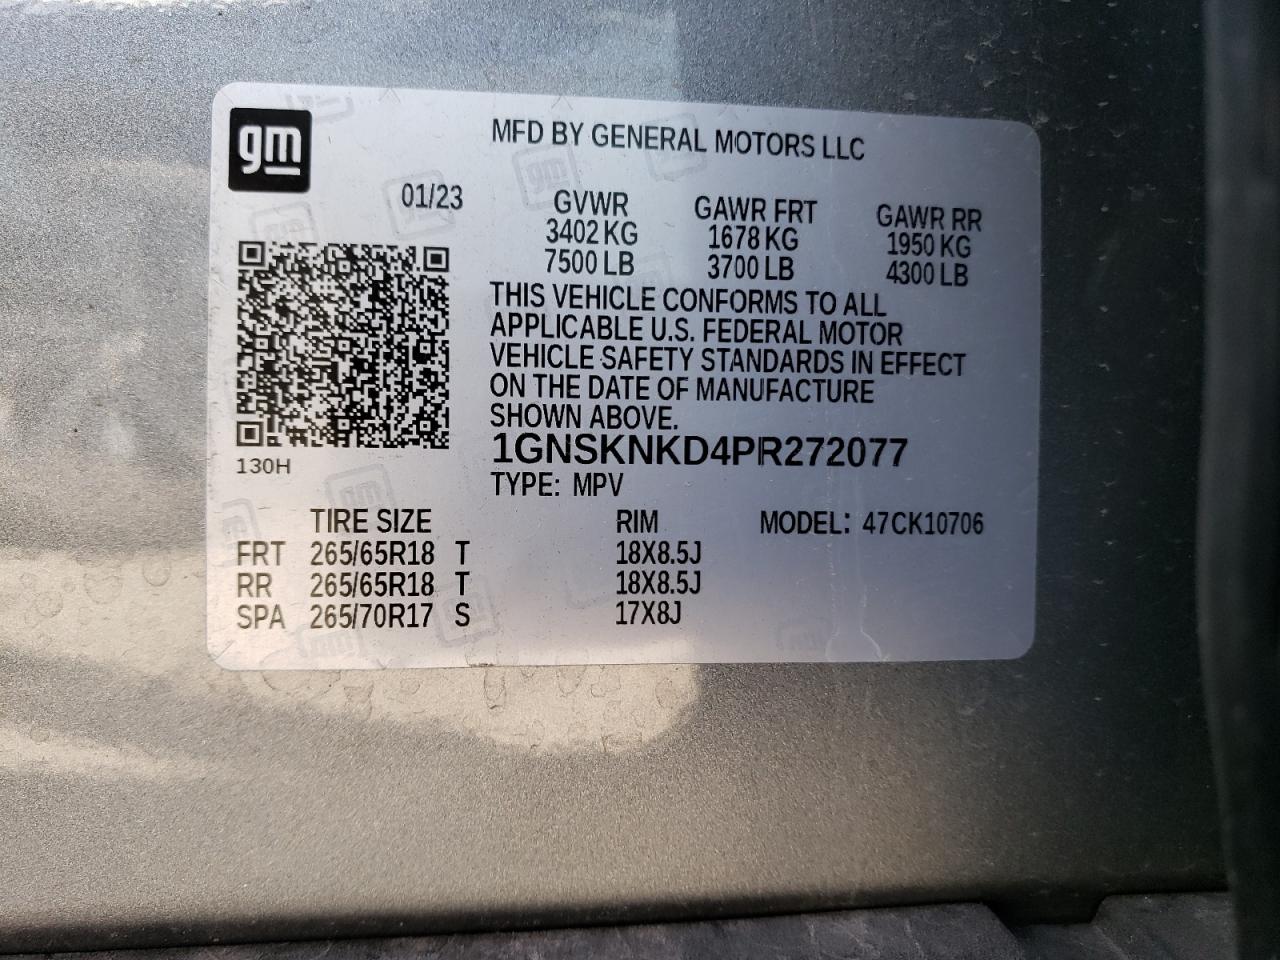 gm
MFD BY GENERAL MOTORS LLC
01/23
GVWR GAWR FRT GAWR RR
3402 KG 1678 KG 1950 KG
7500 LB 3700 LB 4300 LB
THIS VEHICLE CONFORMS TO ALL
APPLICABLE U.S. FEDERAL MOTOR
VEHICLE SAFETY STANDARDS IN EFFECT
ON THE DATE OF MANUFACTURE
SHOWN ABOVE.
1GNSKNKD4PR272077
130H
TYPE: MPV
TIRE SIZE RIM MODEL: 47CK10706
FRT 265/65R18 T 18X8.5J
RR 265/65R18 T 18X8.5J
SPA 265/70R17 S 17X8J